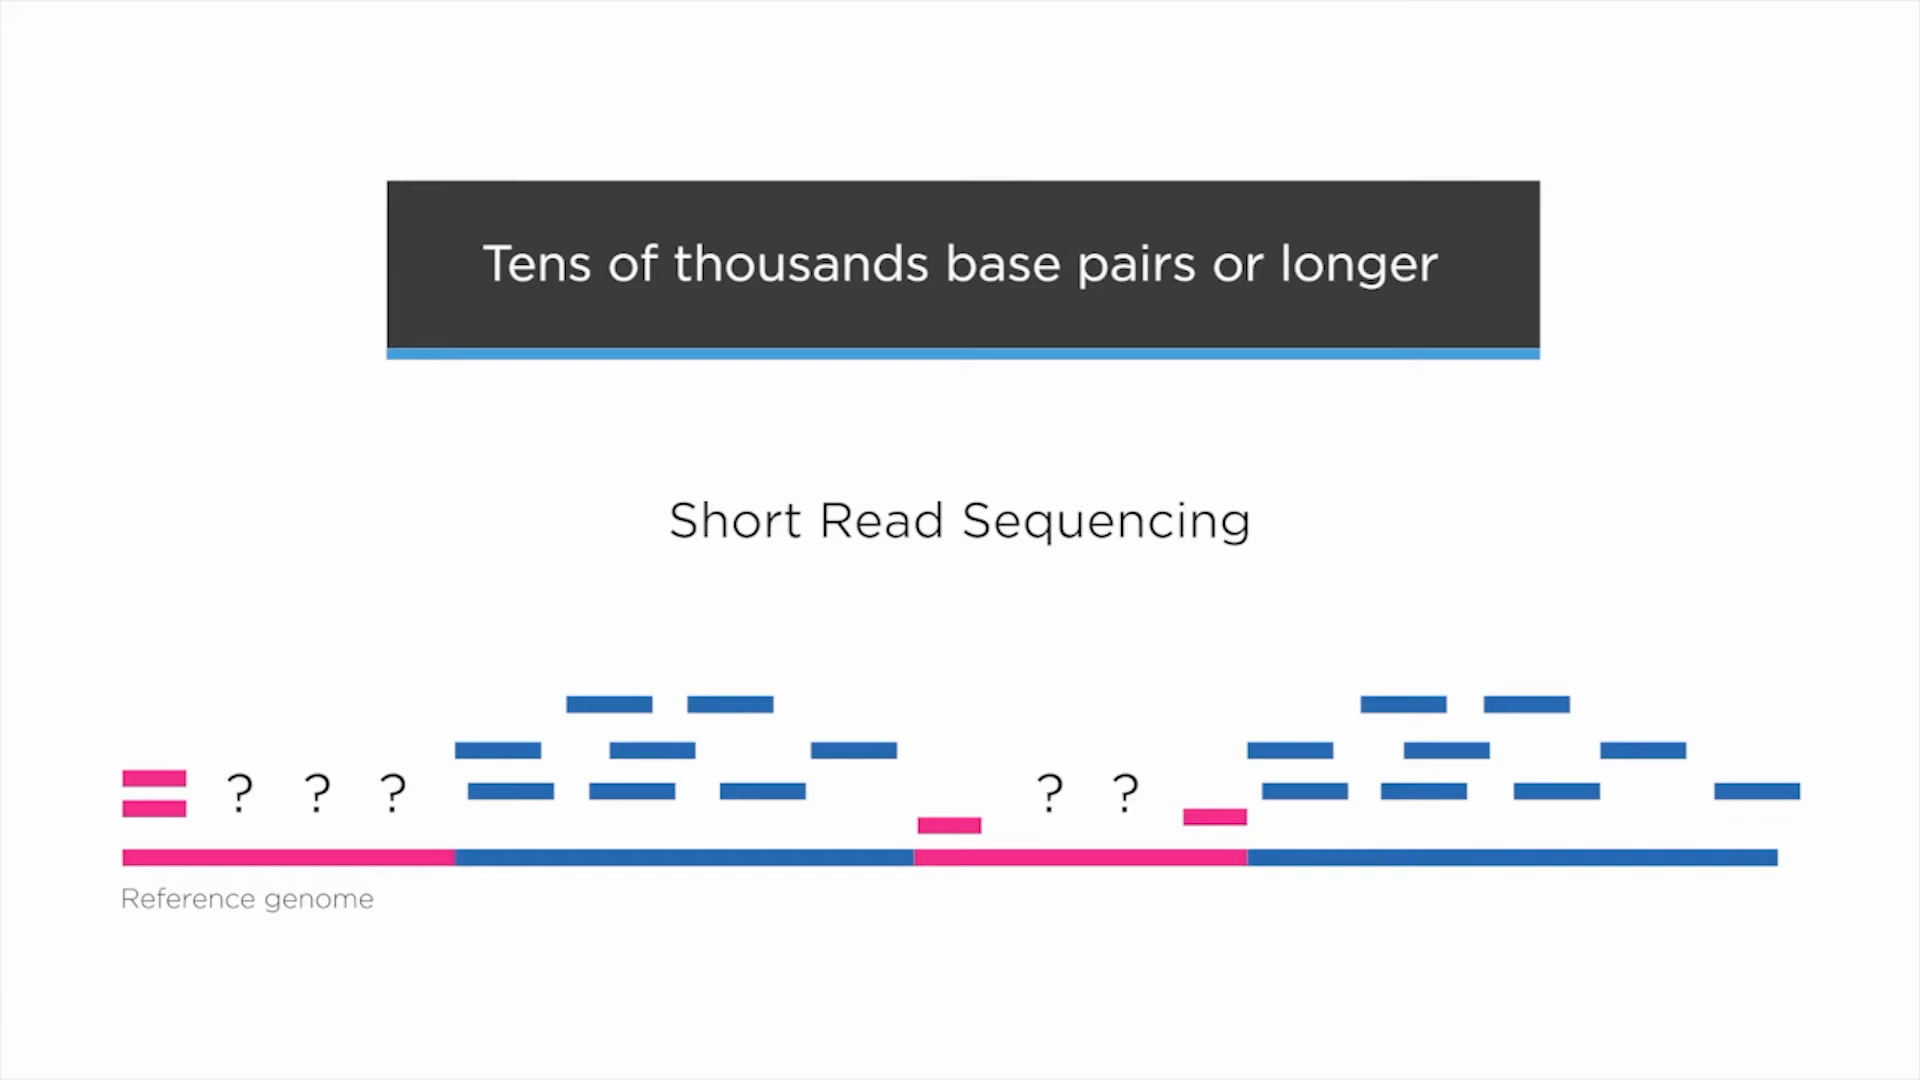 Tens of thousands base pairs or longer
Short Read Sequencing
? ? ? ? ?
Reference genome